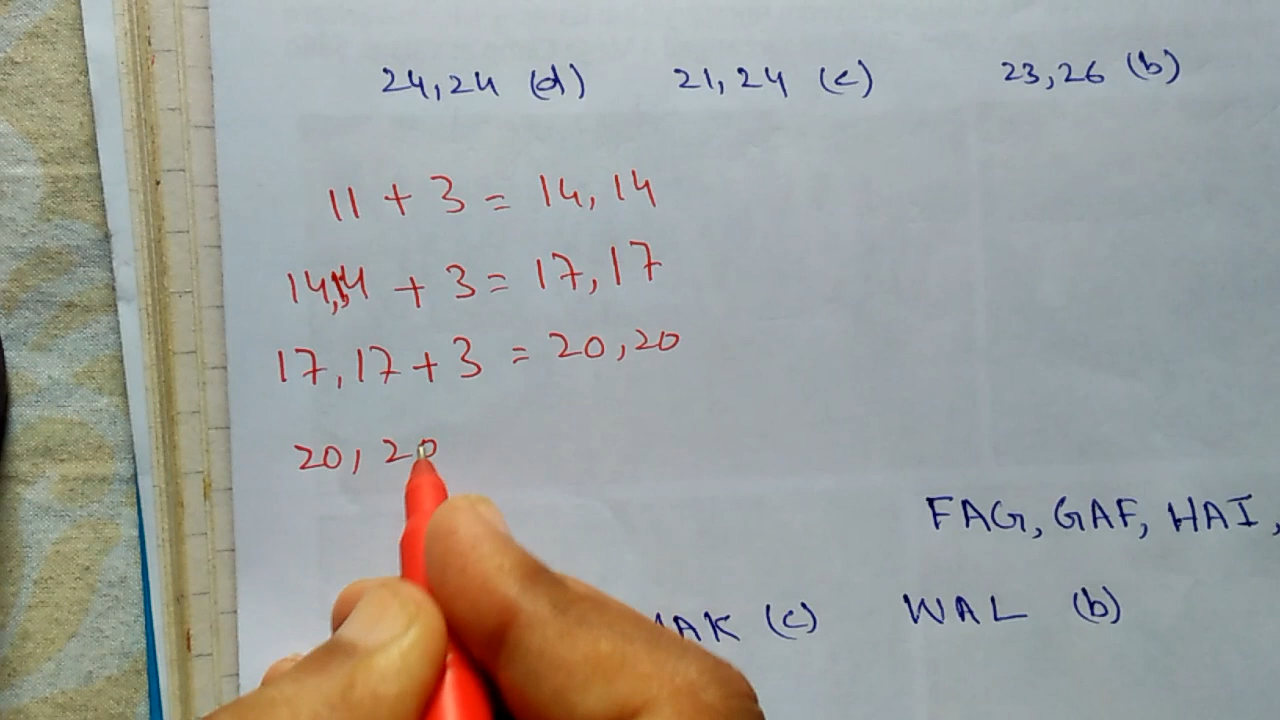 24,24 (d) 21,24 (c) 23,26 (b)
11 + 3 = 14, 14
14,14 + 3 = 17, 17
17, 17 + 3 = 20, 20
20, 20
FAG, GAF, HAI,
(c) WAL (b)